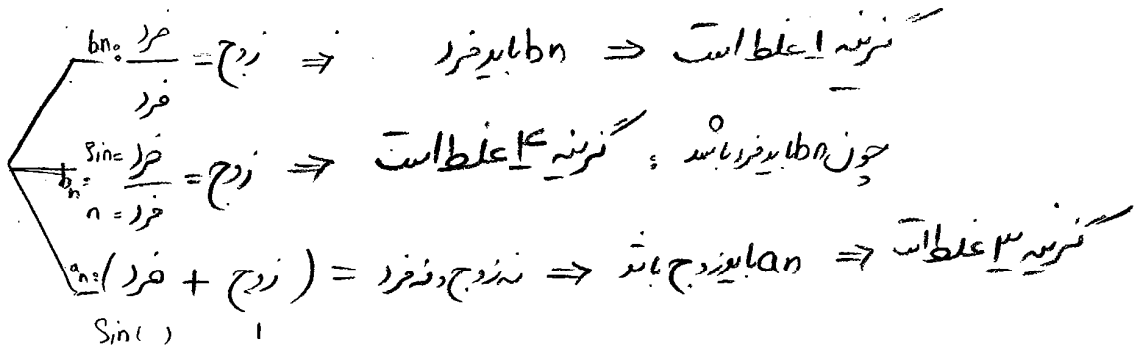 bn: فرد / فرد = زوج ⇒ bn باید فرد ⇒ گزینه 1 غلط است
bn: sin = فرد / n = فرد = زوج ⇒ گزینه ۴ غلط است ؛ چون bn باید فرد باشد
an: (فرد + زوج) = نه زوج و نه فرد ⇒ an باید زوج باشد ⇒ گزینه ۳ غلط است
Sin( ) 1